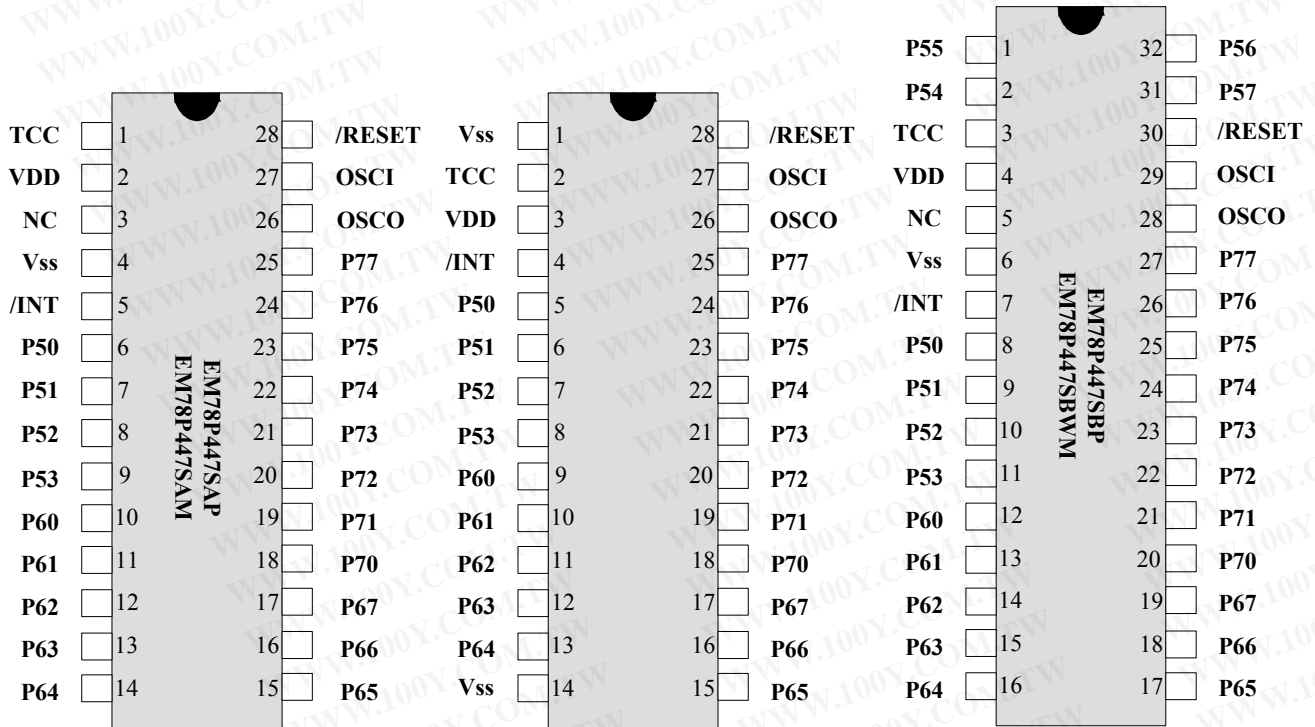 TCC 1 28 /RESET
VDD 2 27 OSCI
NC 3 26 OSCO
Vss 4 25 P77
/INT 5 24 P76
P50 6 23 P75
P51 7 22 P74
P52 8 21 P73
P53 9 20 P72
P60 10 19 P71
P61 11 18 P70
P62 12 17 P67
P63 13 16 P66
P64 14 15 P65
EM78P447SAP
EM78P447SAM
Vss 1 28 /RESET
TCC 2 27 OSCI
VDD 3 26 OSCO
/INT 4 25 P77
P50 5 24 P76
P51 6 23 P75
P52 7 22 P74
P53 8 21 P73
P60 9 20 P72
P61 10 19 P71
P62 11 18 P70
P63 12 17 P67
P64 13 16 P66
Vss 14 15 P65
P55 1 32 P56
P54 2 31 P57
TCC 3 30 /RESET
VDD 4 29 OSCI
NC 5 28 OSCO
Vss 6 27 P77
/INT 7 26 P76
P50 8 25 P75
P51 9 24 P74
P52 10 23 P73
P53 11 22 P72
P60 12 21 P71
P61 13 20 P70
P62 14 19 P67
P63 15 18 P66
P64 16 17 P65
EM78P447SBP
EM78P447SBWM
WWW.100Y.COM.TW